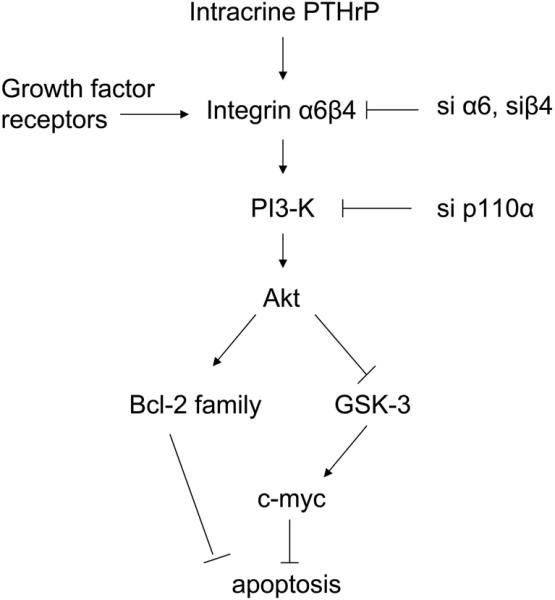 Intracrine PTHrP
Growth factor
receptors
Integrin α6β4
si α6, siβ4
PI3-K
si p110α
Akt
Bcl-2 family
GSK-3
c-myc
apoptosis